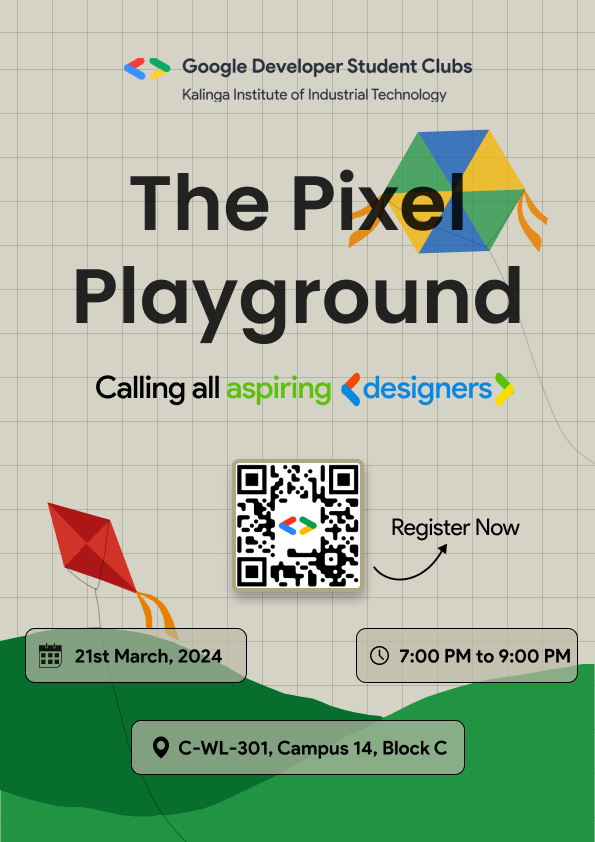 Google Developer Student Clubs
Kalinga Institute of Industrial Technology
The Pixel
Playground
Calling all aspiring <designers>
Register Now
21st March, 2024
7:00 PM to 9:00 PM
C-WL-301, Campus 14, Block C